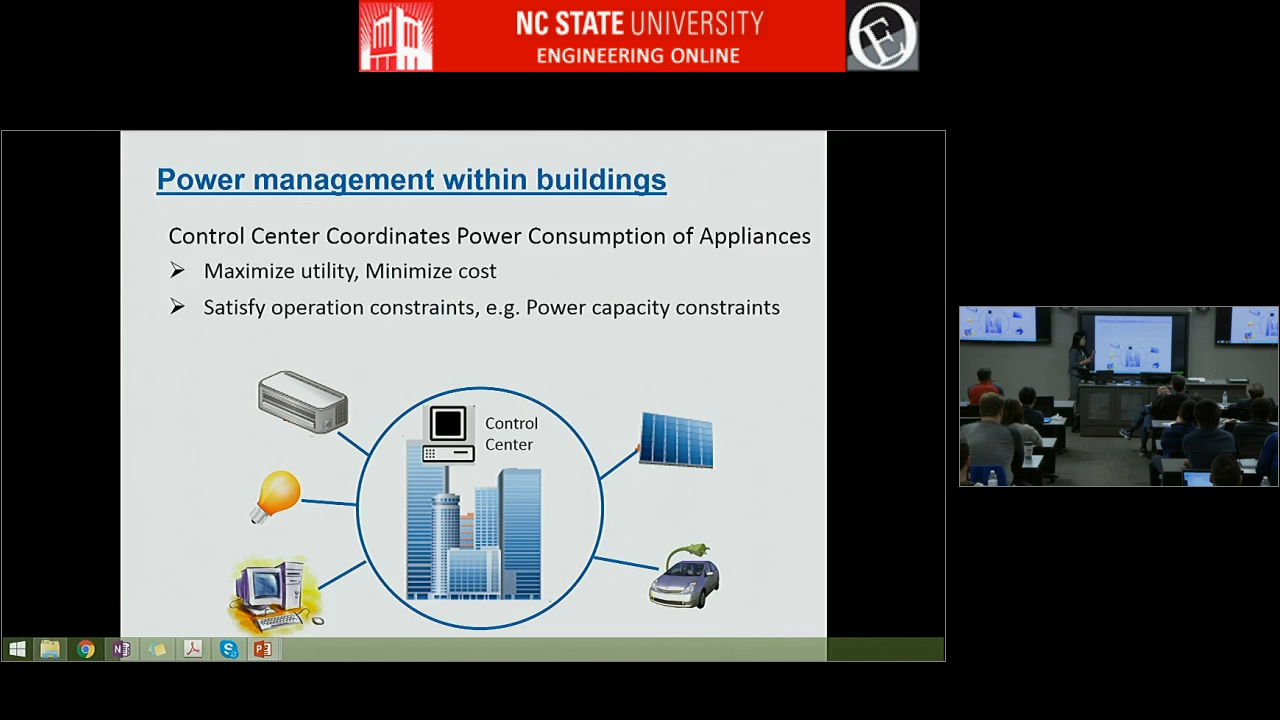 NC STATE UNIVERSITY
ENGINEERING ONLINE
Power management within buildings
Control Center Coordinates Power Consumption of Appliances
Maximize utility, Minimize cost
Satisfy operation constraints, e.g. Power capacity constraints
Control
Center